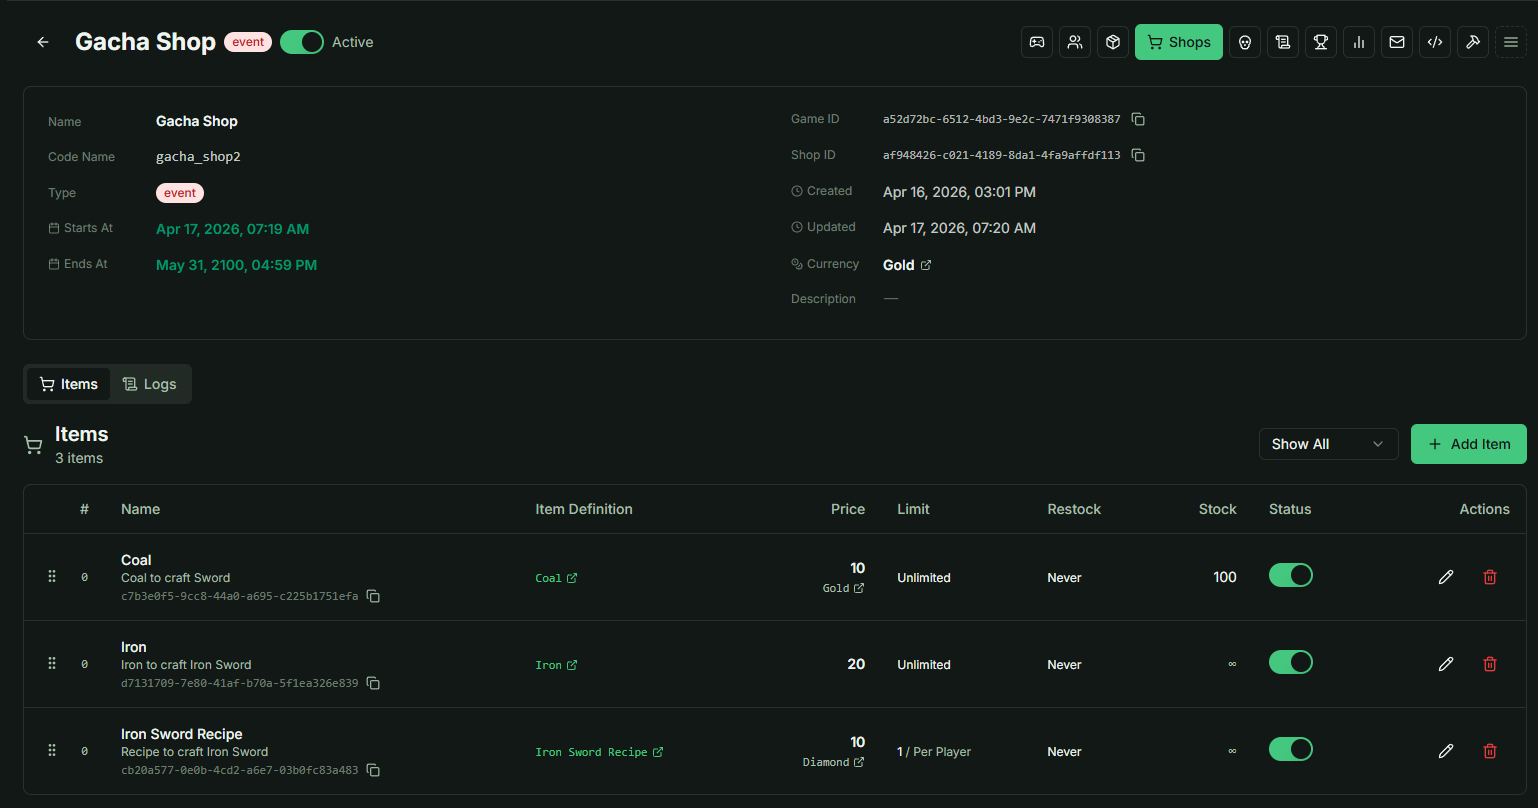 Gacha Shop event Active Shops
Name Gacha Shop
Code Name gacha_shop2
Type event
Starts At Apr 17, 2026, 07:19 AM
Ends At May 31, 2100, 04:59 PM
Game ID a52d72bc-6512-4bd3-9e2c-7471f9308387
Shop ID af948426-c021-4189-8da1-4fa9affdf113
Created Apr 16, 2026, 03:01 PM
Updated Apr 17, 2026, 07:20 AM
Currency Gold
Description —
Items Logs
Items
3 items
Show All + Add Item
# Name Item Definition Price Limit Restock Stock Status Actions
0 Coal
Coal to craft Sword
c7b3e0f5-9cc8-44a0-a695-c225b1751efa
Coal 10
Gold
Unlimited Never 100
0 Iron
Iron to craft Iron Sword
d7131709-7e80-41af-b70a-5f1ea326e839
Iron 20 Unlimited Never ∞
0 Iron Sword Recipe
Recipe to craft Iron Sword
cb20a577-0e0b-4cd2-a6e7-03b0fc83a483
Iron Sword Recipe 10
Diamond
1 / Per Player Never ∞